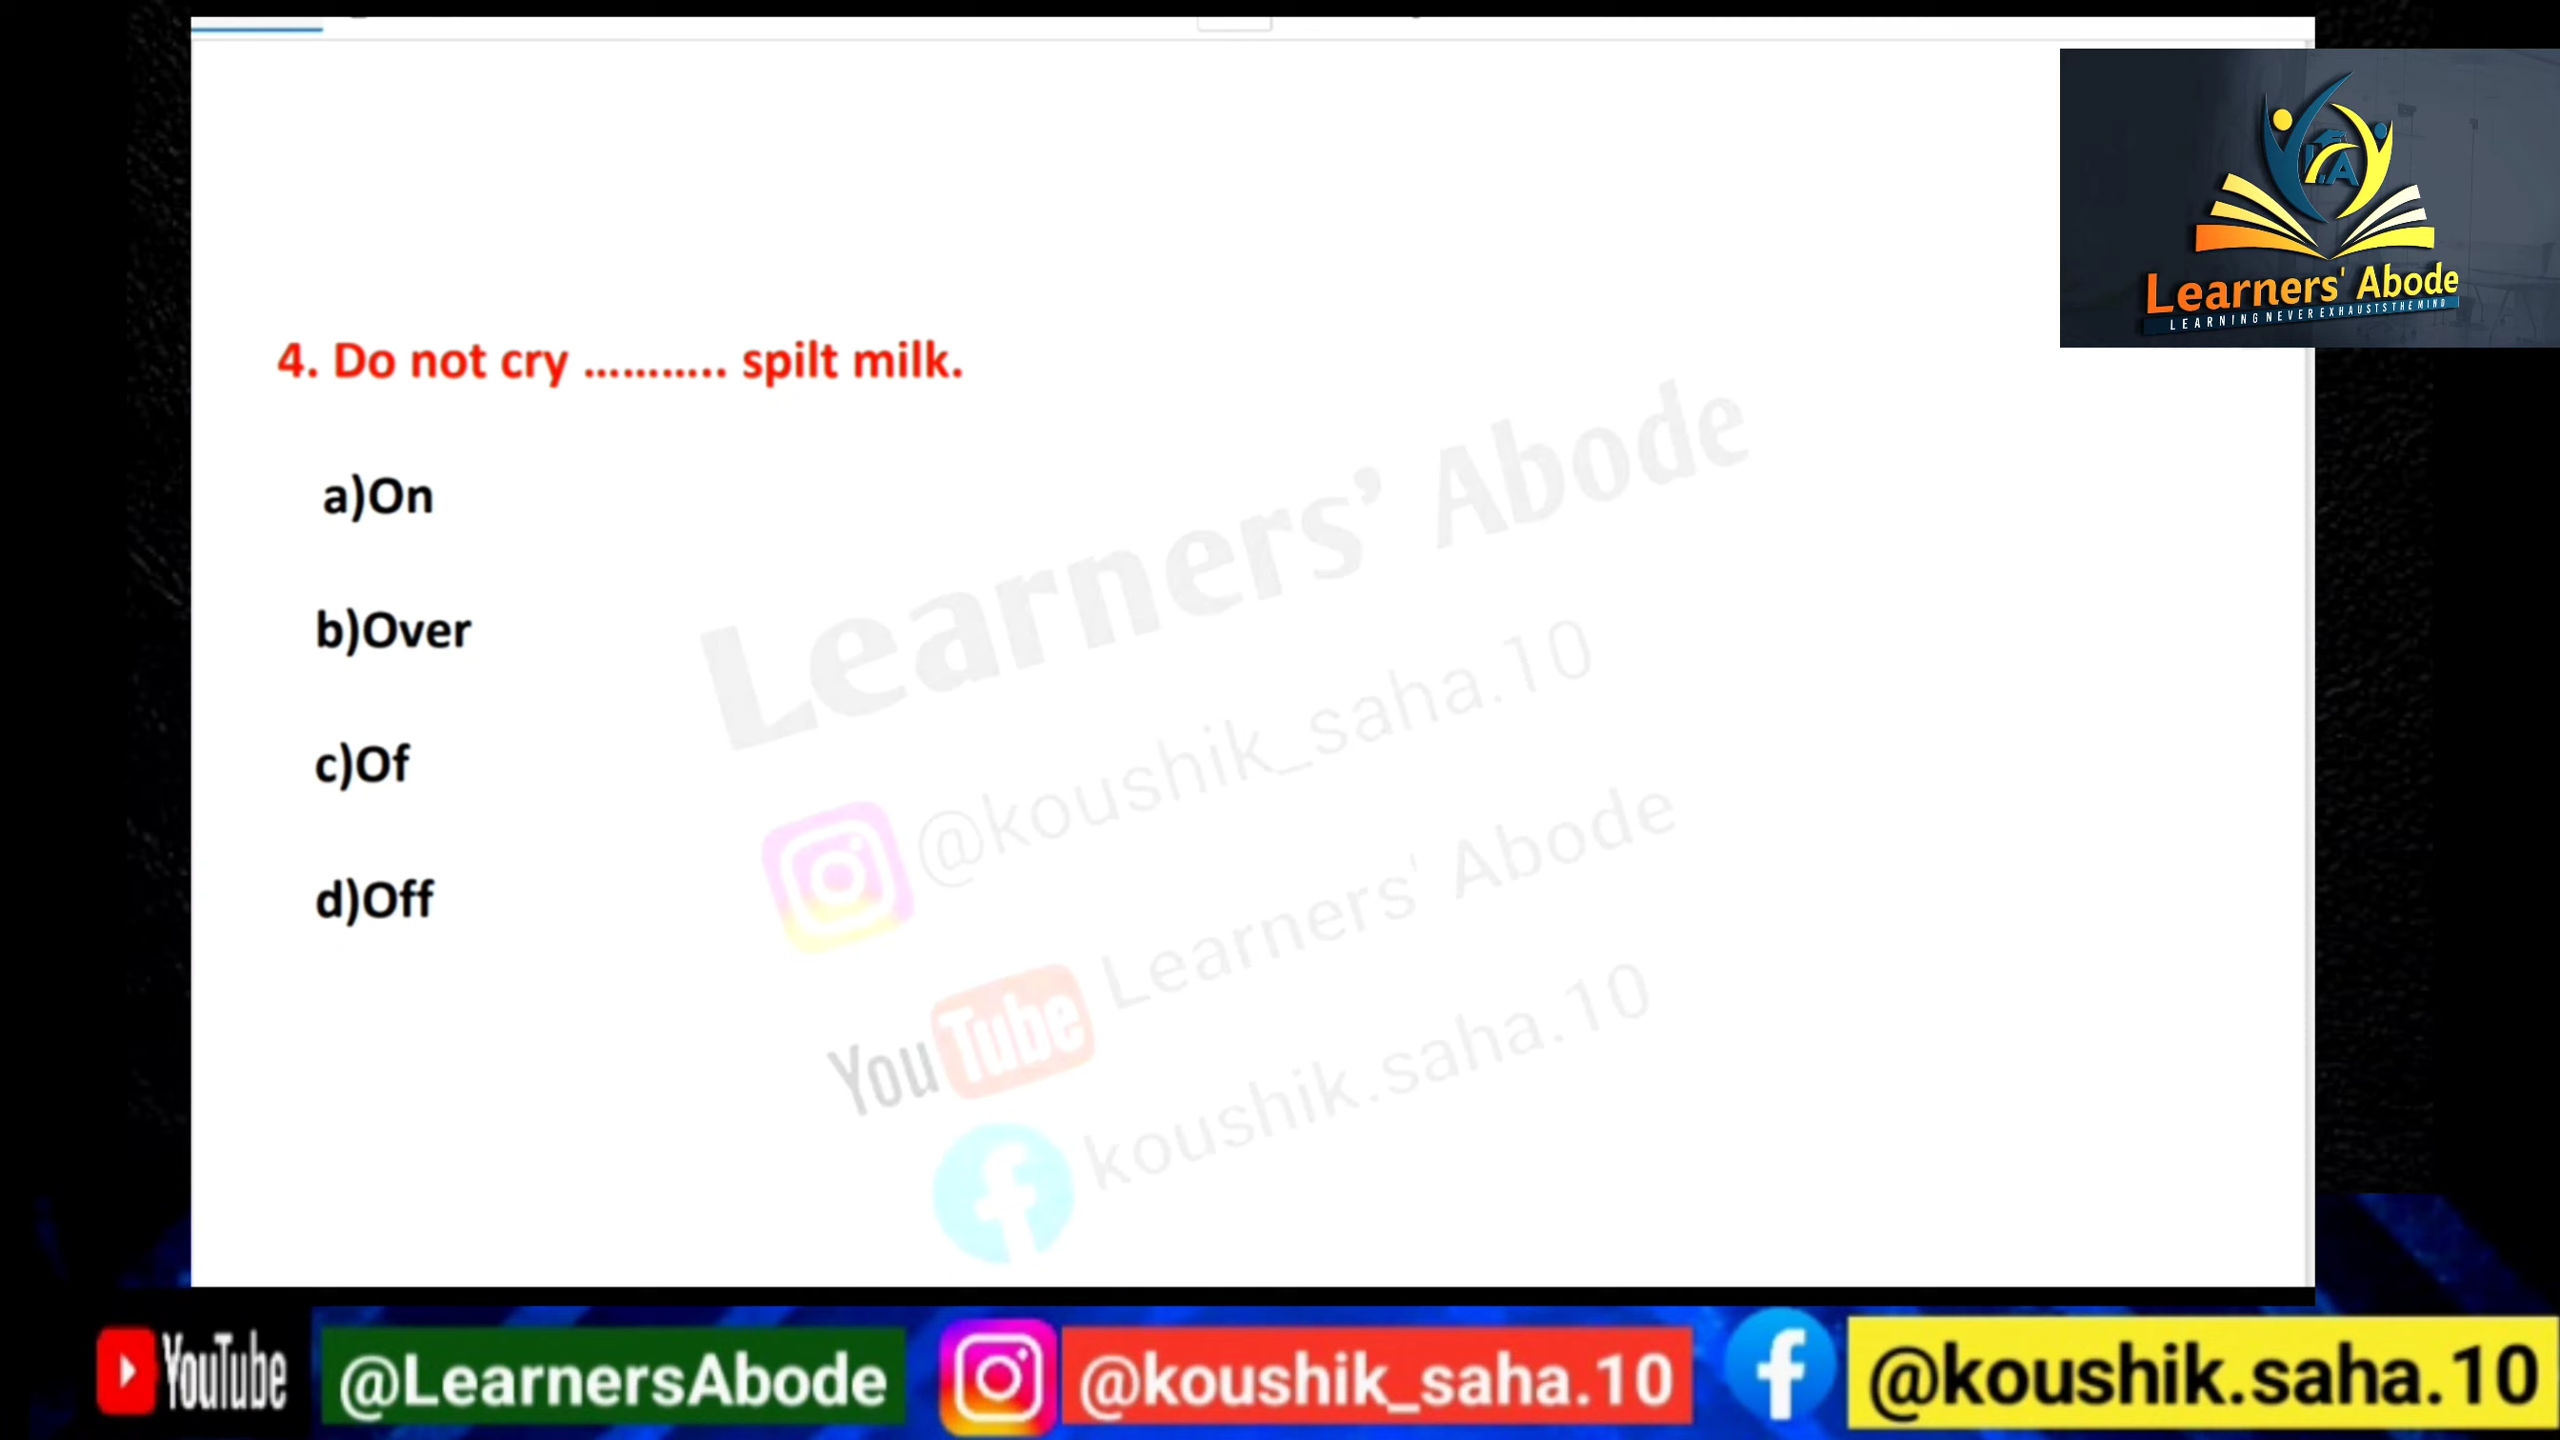 Learners' Abode
LEARNING NEVER EXHAUSTS THE MIND
4. Do not cry ........... spilt milk.
a)On
b)Over
c)Of
d)Off
Learners' Abode
@koushik_saha.10
YouTube Learners' Abode
koushik.saha.10
YouTube @LearnersAbode @koushik_saha.10 @koushik.saha.10